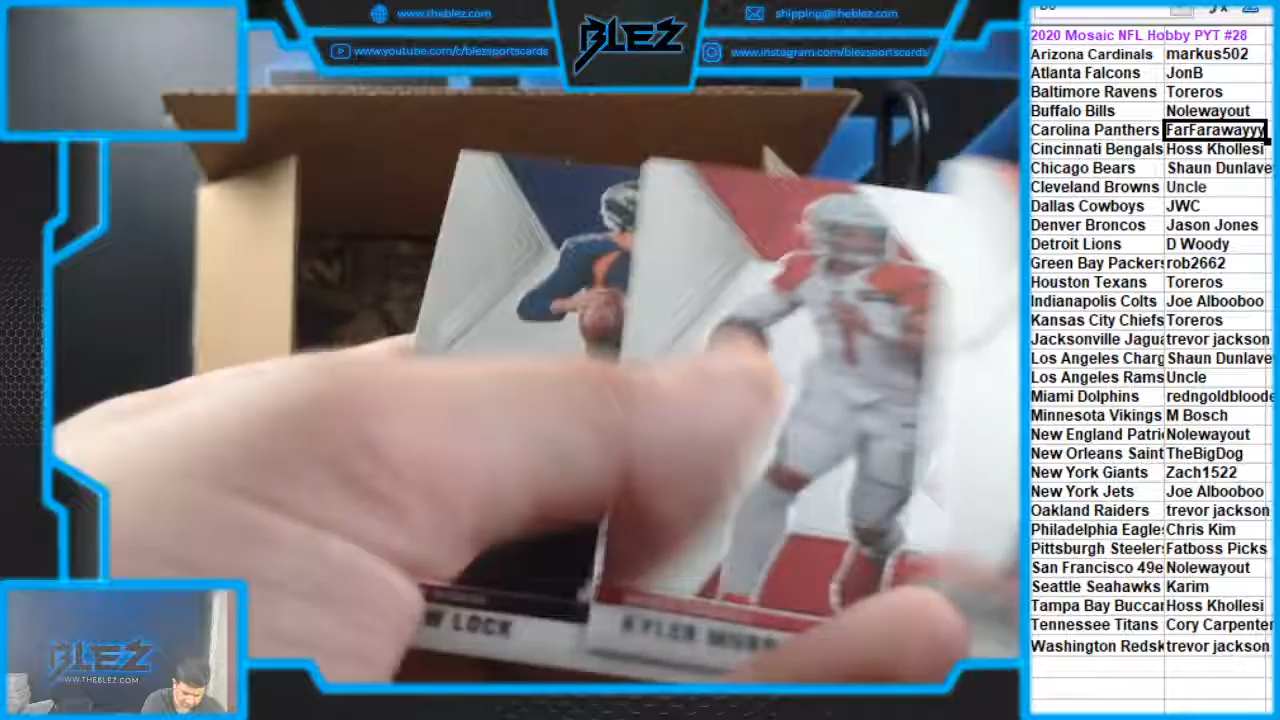 www.theblez.com
BLEZ
shipping@theblez.com
www.youtube.com/c/blezsportscards
www.instagram.com/blezsportscards/
2020 Mosaic NFL Hobby PYT #28
Arizona Cardinals markus502
Atlanta Falcons JonB
Baltimore Ravens Toreros
Buffalo Bills Nolewayout
Carolina Panthers FarFarawayyy
Cincinnati Bengals Hoss Khollesi
Chicago Bears Shaun Dunlave
Cleveland Browns Uncle
Dallas Cowboys JWC
Denver Broncos Jason Jones
Detroit Lions D Woody
Green Bay Packers rob2662
Houston Texans Toreros
Indianapolis Colts Joe Albooboo
Kansas City Chiefs Toreros
Jacksonville Jagua trevor jackson
Los Angeles Charg Shaun Dunlave
Los Angeles Rams Uncle
Miami Dolphins redngoldbloode
Minnesota Vikings M Bosch
New England Patri Nolewayout
New Orleans Saint TheBigDog
New York Giants Zach1522
New York Jets Joe Albooboo
Oakland Raiders trevor jackson
Philadelphia Eagle Chris Kim
Pittsburgh Steeler Fatboss Picks
San Francisco 49e Nolewayout
Seattle Seahawks Karim
Tampa Bay Buccar Hoss Khollesi
Tennessee Titans Cory Carpenter
Washington Redsk trevor jackson
W LOCK
KYLER MURR
BLEZ
WWW.THEBLEZ.COM